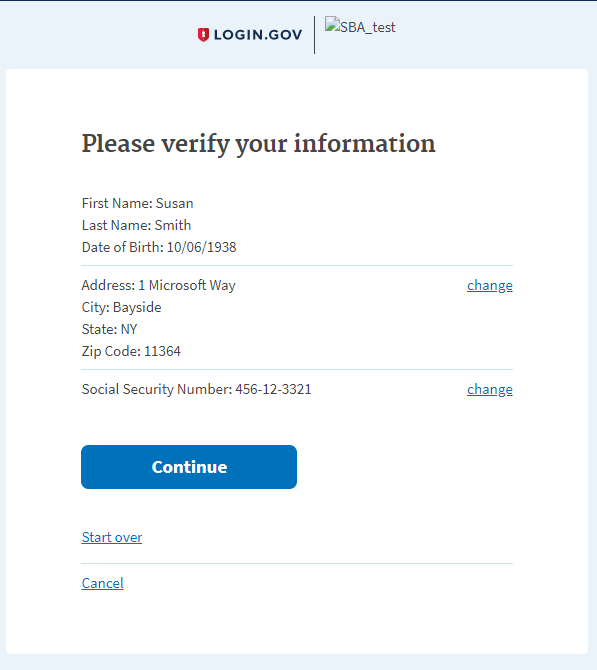 LOGIN.GOV SBA_test
Please verify your information
First Name: Susan
Last Name: Smith
Date of Birth: 10/06/1938
Address: 1 Microsoft Way change
City: Bayside
State: NY
Zip Code: 11364
Social Security Number: 456-12-3321 change
Continue
Start over
Cancel